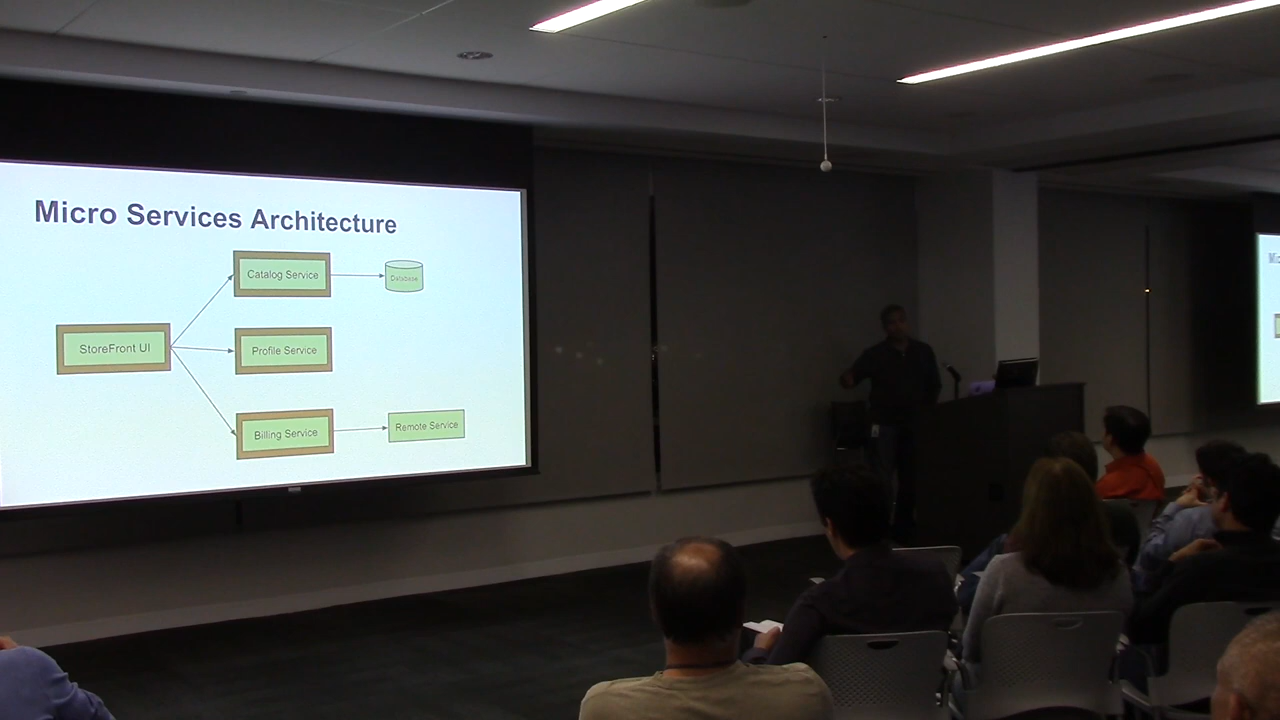 Micro Services Architecture
Catalog Service
Database
StoreFront UI
Profile Service
Billing Service
Remote Service